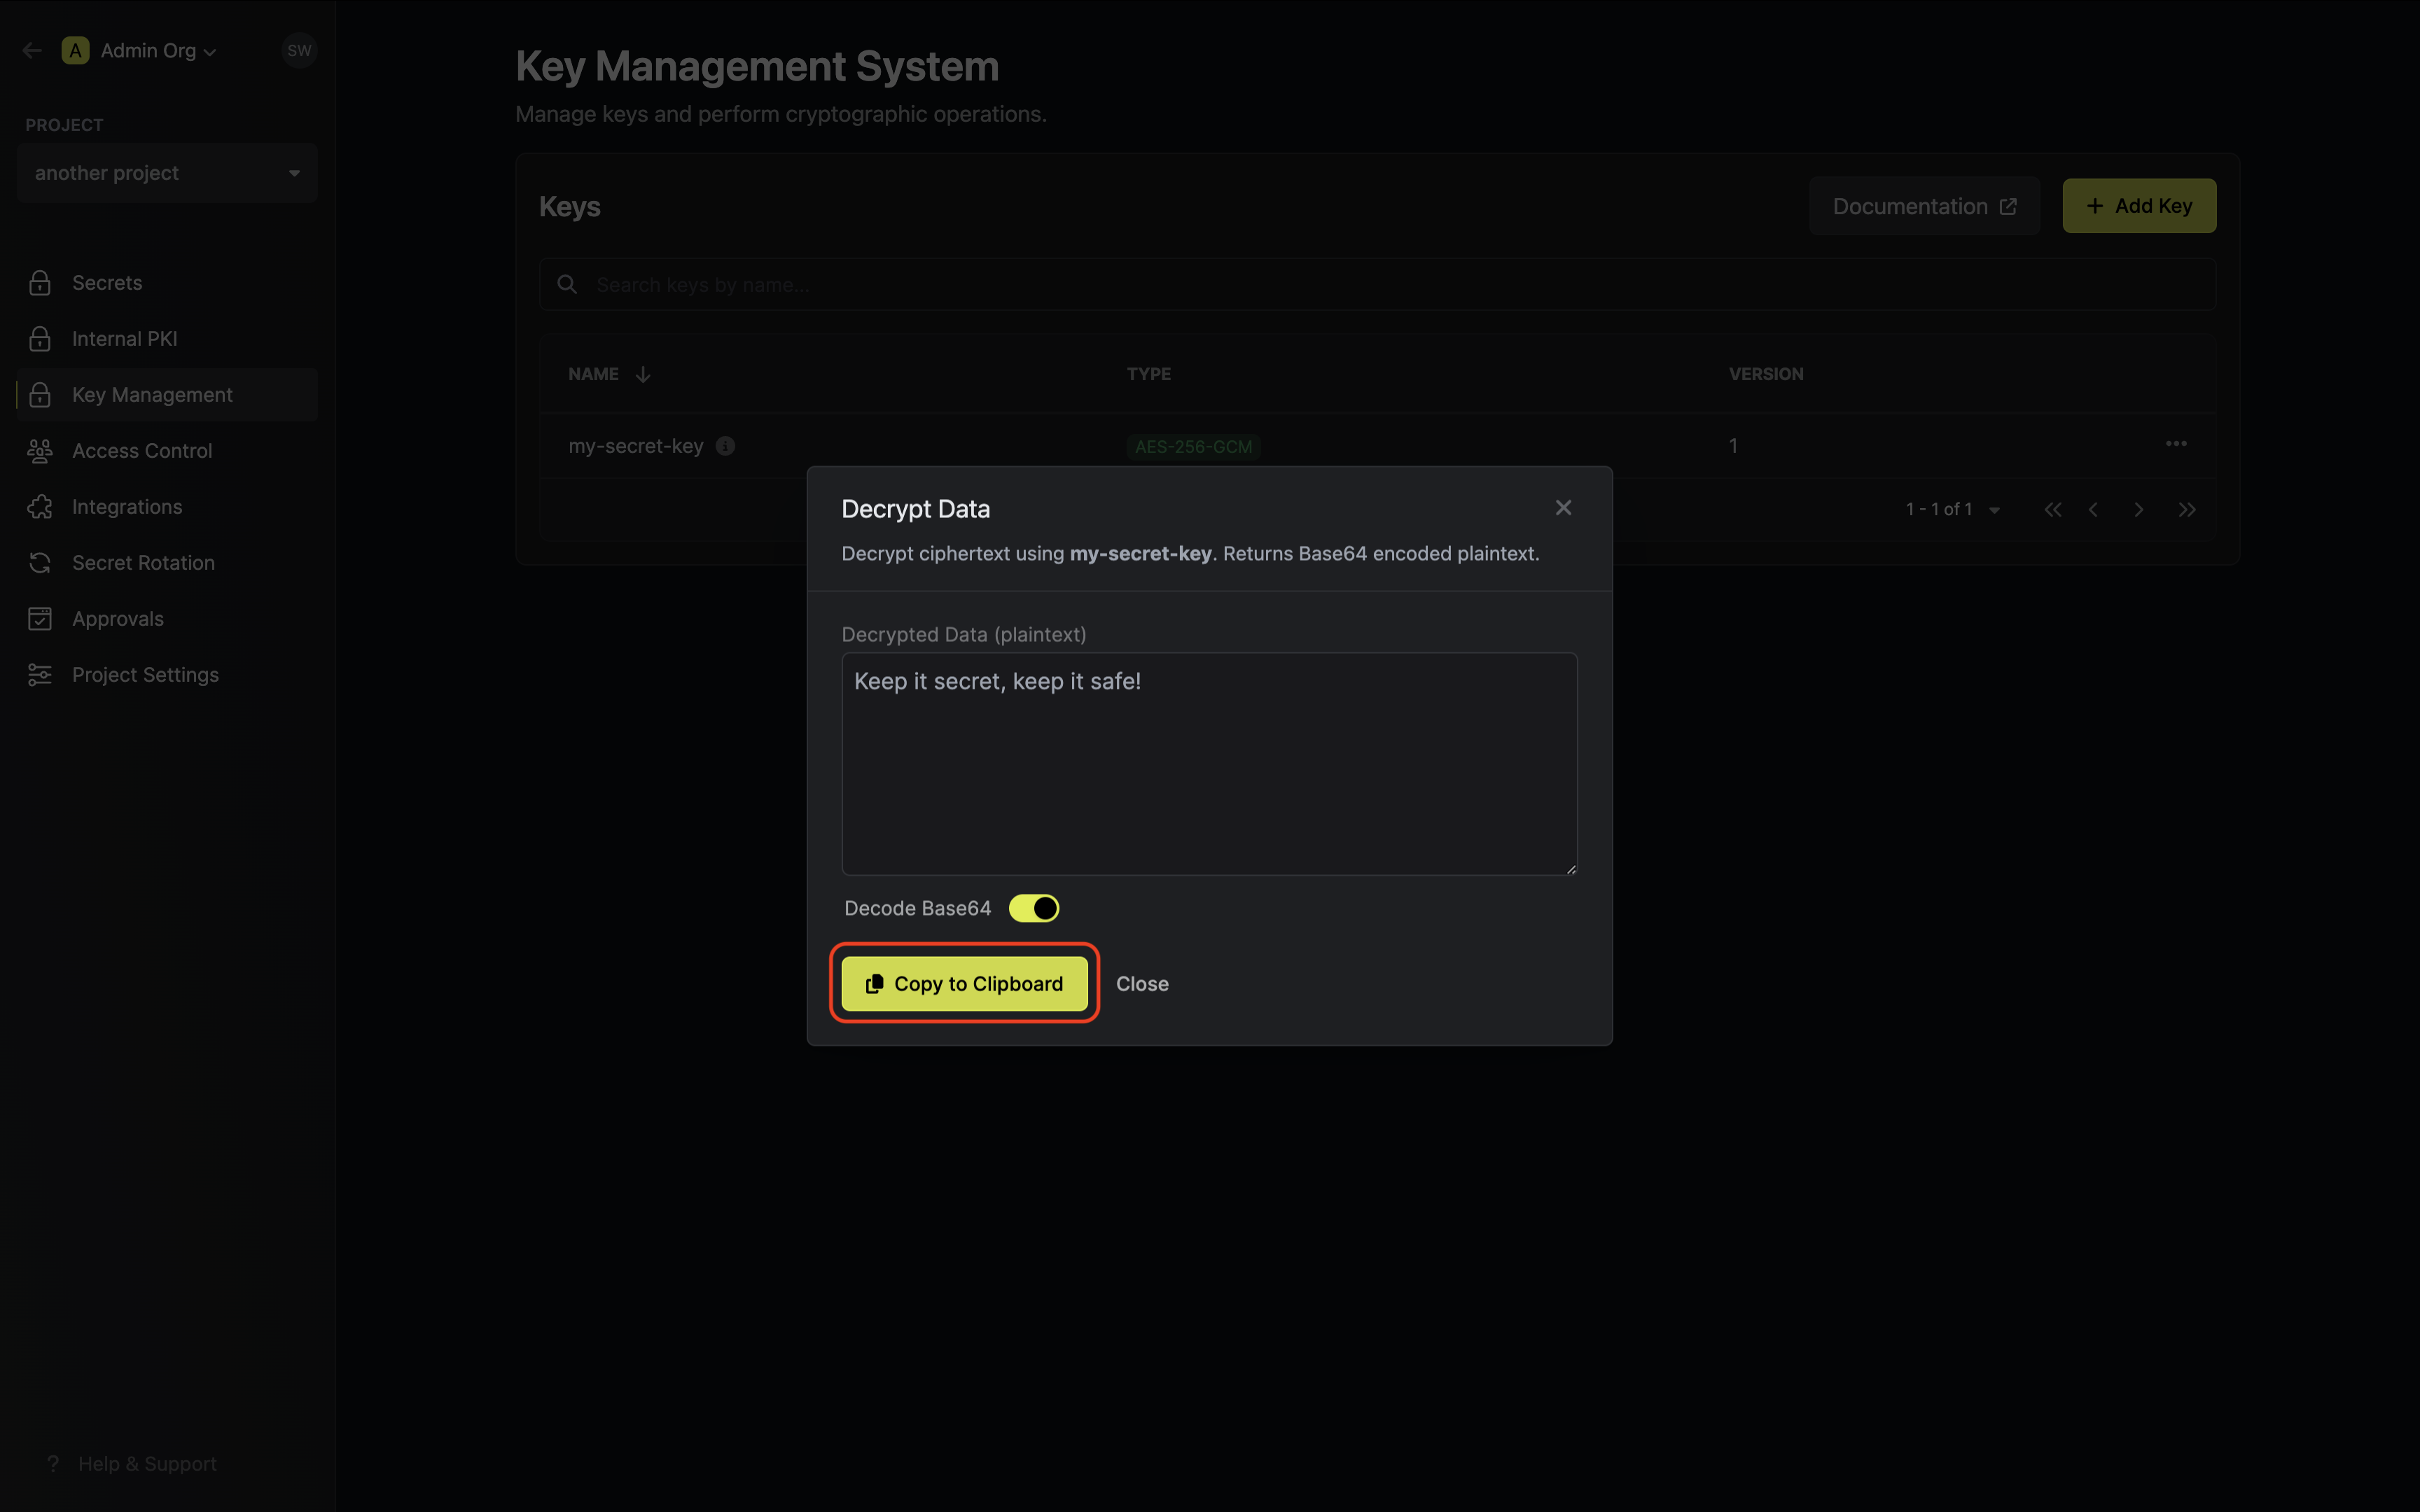 A Admin Org
SW
PROJECT
another project
Secrets
Internal PKI
Key Management
Access Control
Integrations
Secret Rotation
Approvals
Project Settings
? Help & Support
Key Management System
Manage keys and perform cryptographic operations.
Keys
Documentation
+ Add Key
Search keys by name...
NAME TYPE VERSION
my-secret-key AES-256-GCM 1
1 - 1 of 1
Decrypt Data
Decrypt ciphertext using my-secret-key. Returns Base64 encoded plaintext.
Decrypted Data (plaintext)
Keep it secret, keep it safe!
Decode Base64
Copy to Clipboard
Close